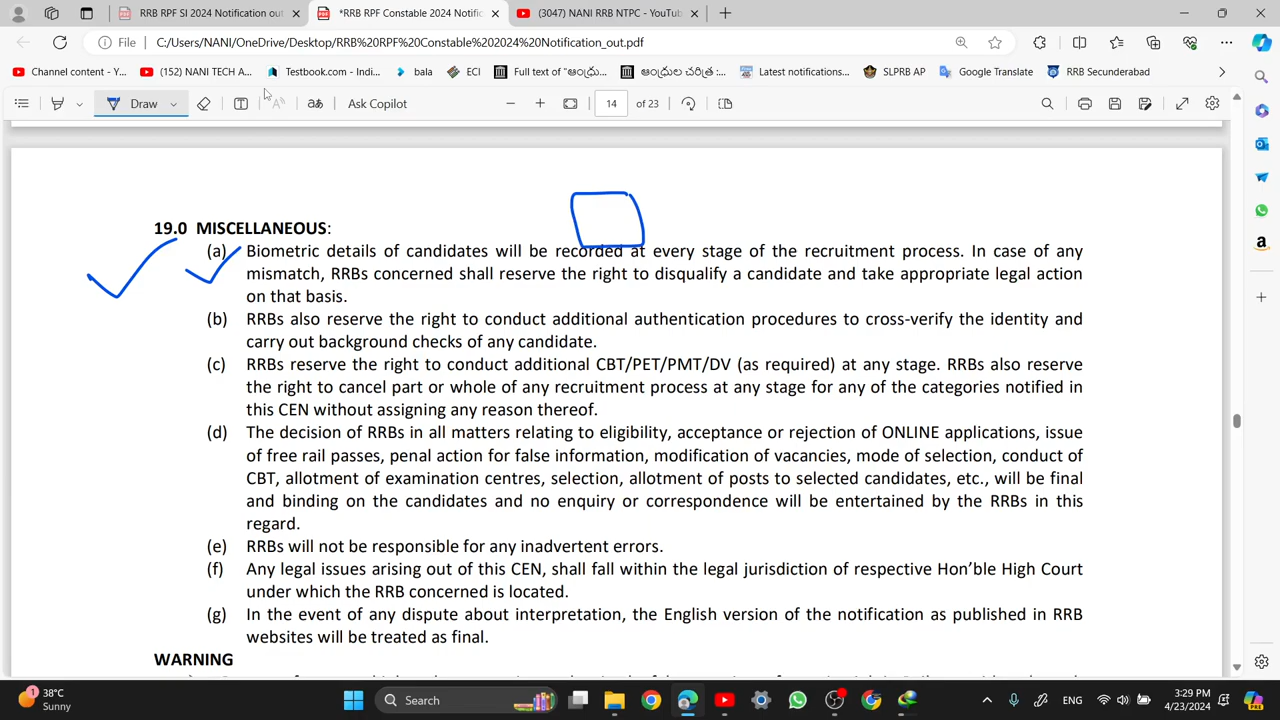 RRB RPF SI 2024 Notification out
*RRB RPF Constable 2024 Notific
(3047) NANI RRB NTPC - YouTube
File
C:/Users/NANI/OneDrive/Desktop/RRB%20RPF%20Constable%202024%20Notification_out.pdf
Channel content - Y...
(152) NANI TECH A...
Testbook.com - Indi...
bala
ECI
Full text of "ఆంధ్రు...
ఆంధ్రుల చరిత్ర :...
Latest notifications...
SLPRB AP
Google Translate
RRB Secunderabad
Draw
Ask Copilot
14 of 23
19.0 MISCELLANEOUS:
(a) Biometric details of candidates will be recorded at every stage of the recruitment process. In case of any
mismatch, RRBs concerned shall reserve the right to disqualify a candidate and take appropriate legal action
on that basis.
(b) RRBs also reserve the right to conduct additional authentication procedures to cross-verify the identity and
carry out background checks of any candidate.
(c) RRBs reserve the right to conduct additional CBT/PET/PMT/DV (as required) at any stage. RRBs also reserve
the right to cancel part or whole of any recruitment process at any stage for any of the categories notified in
this CEN without assigning any reason thereof.
(d) The decision of RRBs in all matters relating to eligibility, acceptance or rejection of ONLINE applications, issue
of free rail passes, penal action for false information, modification of vacancies, mode of selection, conduct of
CBT, allotment of examination centres, selection, allotment of posts to selected candidates, etc., will be final
and binding on the candidates and no enquiry or correspondence will be entertained by the RRBs in this
regard.
(e) RRBs will not be responsible for any inadvertent errors.
(f) Any legal issues arising out of this CEN, shall fall within the legal jurisdiction of respective Hon'ble High Court
under which the RRB concerned is located.
(g) In the event of any dispute about interpretation, the English version of the notification as published in RRB
websites will be treated as final.
WARNING
1
38°C
Sunny
Search
ENG
3:29 PM
4/23/2024